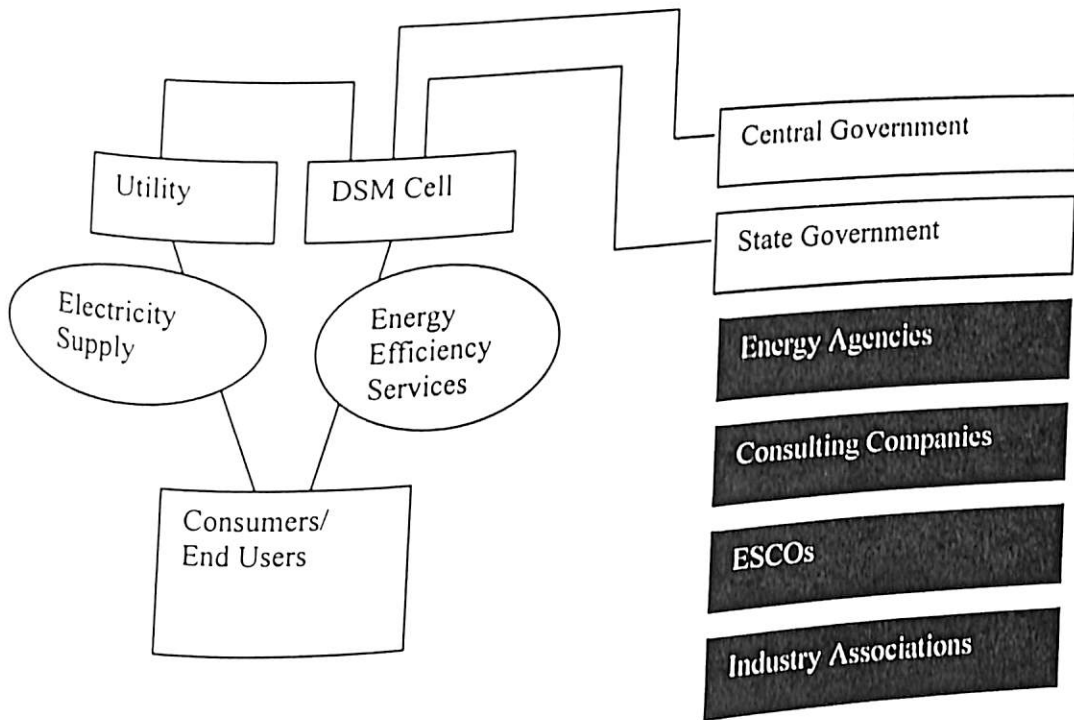 Utility
DSM Cell
Central Government
State Government
Electricity
Supply
Energy
Efficiency
Services
Energy Agencies
Consulting Companies
Consumers/
End Users
ESCOs
Industry Associations